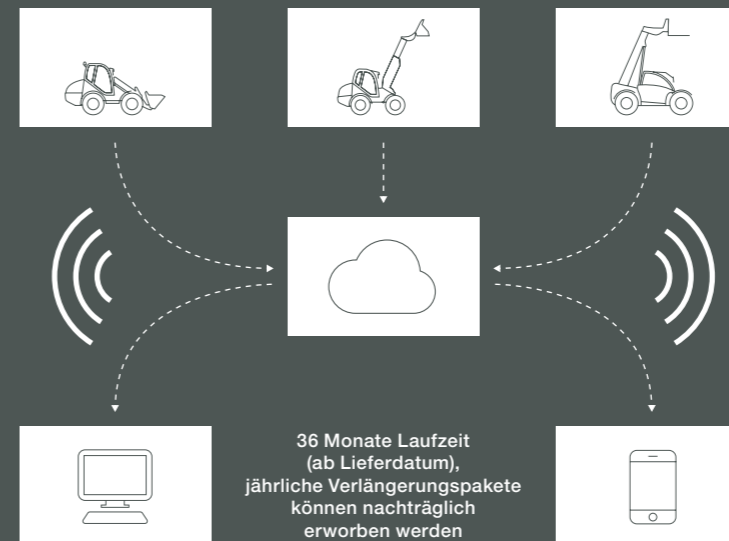 36 Monate Laufzeit
(ab Lieferdatum),
jährliche Verlängerungspakete
können nachträglich
erworben werden